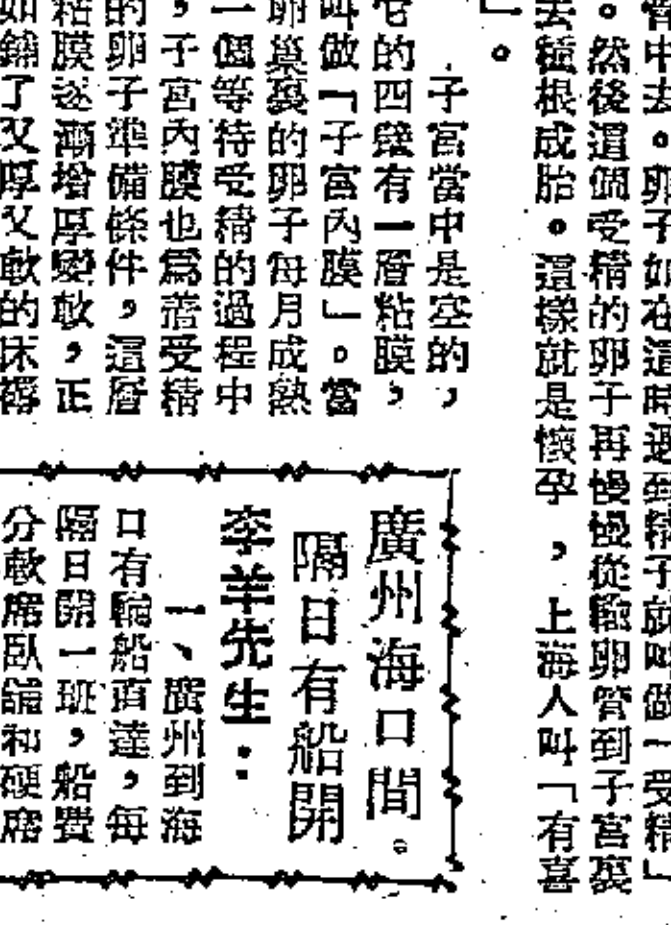 管中去。卵子如在這時遇到精子就叫做「受精」
。然後這個受精的卵子再慢慢從輸卵管到子宮裏
去種根成胎。這樣就是懷孕，上海人叫「有喜
」。
子宮當中是空的，
它的四壁有一層粘膜，
叫做「子宮內膜」。當
卵巢裏的卵子每月成熟
一個等待受精的過程中
，子宮內膜也爲着受精
的卵子準備條件，這層
粘膜逐漸增厚變軟，正
如鋪了又厚又軟的床褥
廣州海口間。
隔日有船開
李羊先生：
一、廣州到海
口有輪船直達，每
隔日開一班，船費
分軟席臥舖和硬席